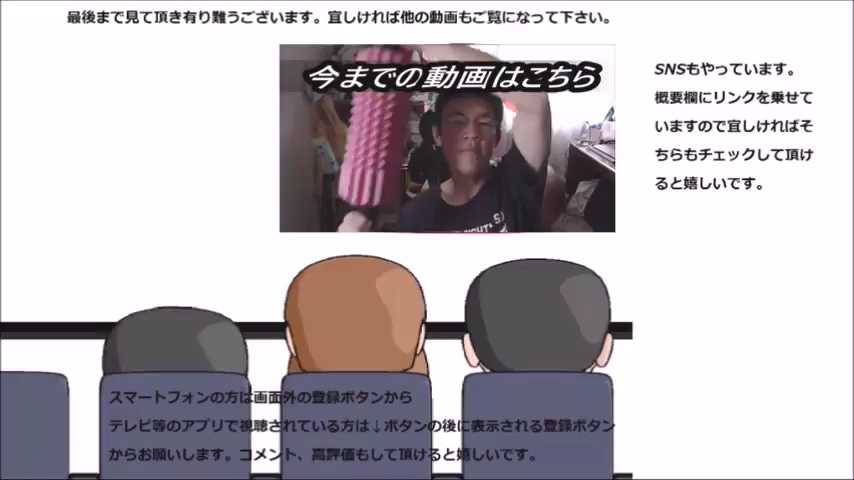 最後まで見て頂き有り難うございます。宜しければ他の動画もご覧になって下さい。
今までの動画はこちら
SNSもやっています。
概要欄にリンクを乗せて
いますので宜しければそ
ちらもチェックして頂け
ると嬉しいです。
スマートフォンの方は画面外の登録ボタンから
テレビ等のアプリで視聴されている方は↓ボタンの後に表示される登録ボタン
からお願いします。コメント、高評価もして頂けると嬉しいです。